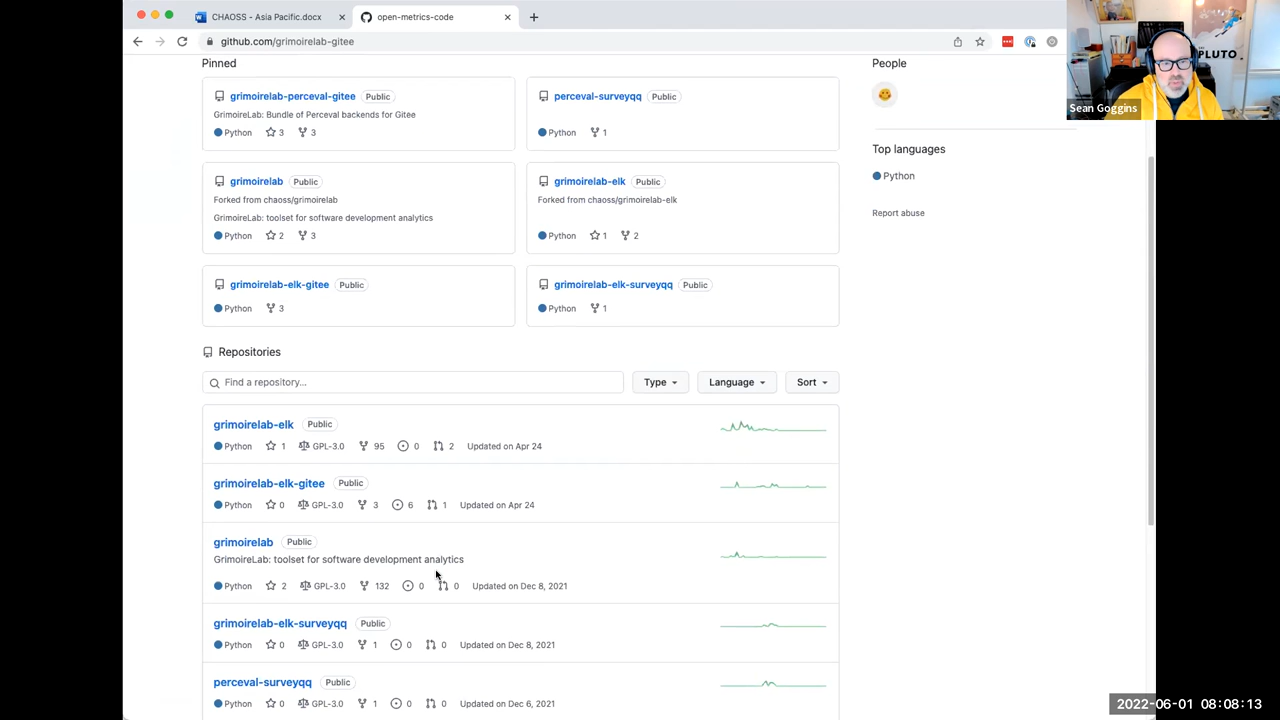 CHAOSS - Asia Pacific.docx
open-metrics-code
github.com/grimoirelab-gitee
PLUTO
Sean Goggins
Pinned
People
grimoirelab-perceval-gitee Public
GrimoireLab: Bundle of Perceval backends for Gitee
Python 3 3
perceval-surveyqq Public
Python 1
Top languages
Python
Report abuse
grimoirelab Public
Forked from chaoss/grimoirelab
GrimoireLab: toolset for software development analytics
Python 2 3
grimoirelab-elk Public
Forked from chaoss/grimoirelab-elk
Python 1 2
grimoirelab-elk-gitee Public
Python 3
grimoirelab-elk-surveyqq Public
Python 1
Repositories
Find a repository...
Type
Language
Sort
grimoirelab-elk Public
Python 1 GPL-3.0 95 0 2 Updated on Apr 24
grimoirelab-elk-gitee Public
Python 0 GPL-3.0 3 6 1 Updated on Apr 24
grimoirelab Public
GrimoireLab: toolset for software development analytics
Python 2 GPL-3.0 132 0 0 Updated on Dec 8, 2021
grimoirelab-elk-surveyqq Public
Python 0 GPL-3.0 1 0 0 Updated on Dec 8, 2021
perceval-surveyqq Public
Python 0 GPL-3.0 1 0 0 Updated on Dec 6, 2021
2022-06-01 08:08:13